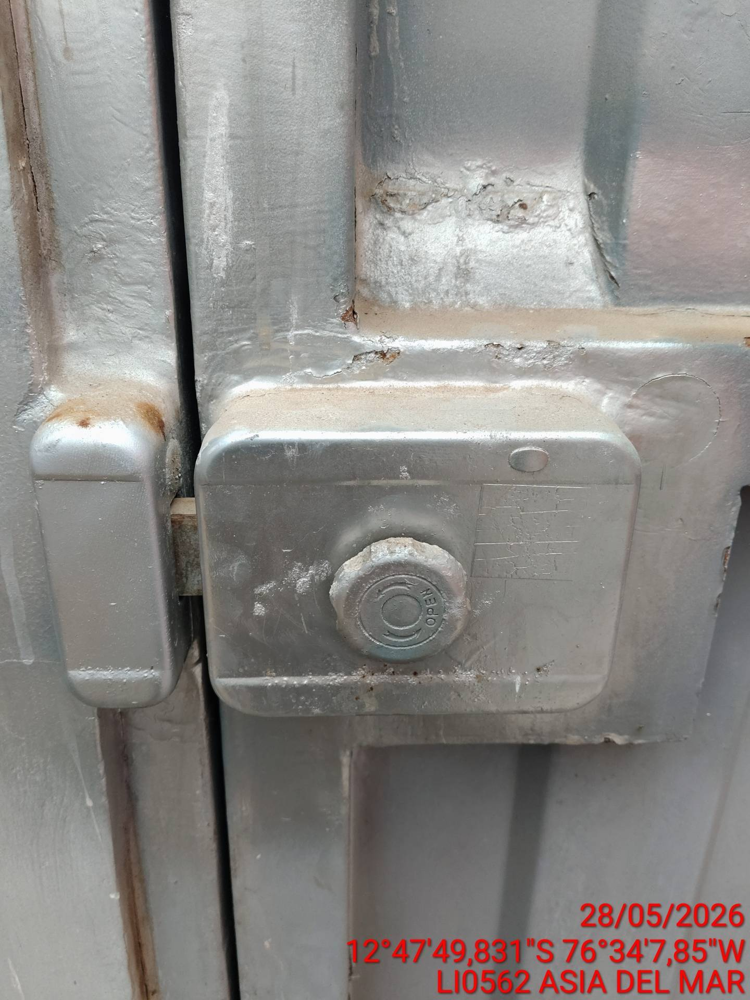 OPEN
28/05/2026
12°47'49,831"S 76°34'7,85"W
LI0562 ASIA DEL MAR